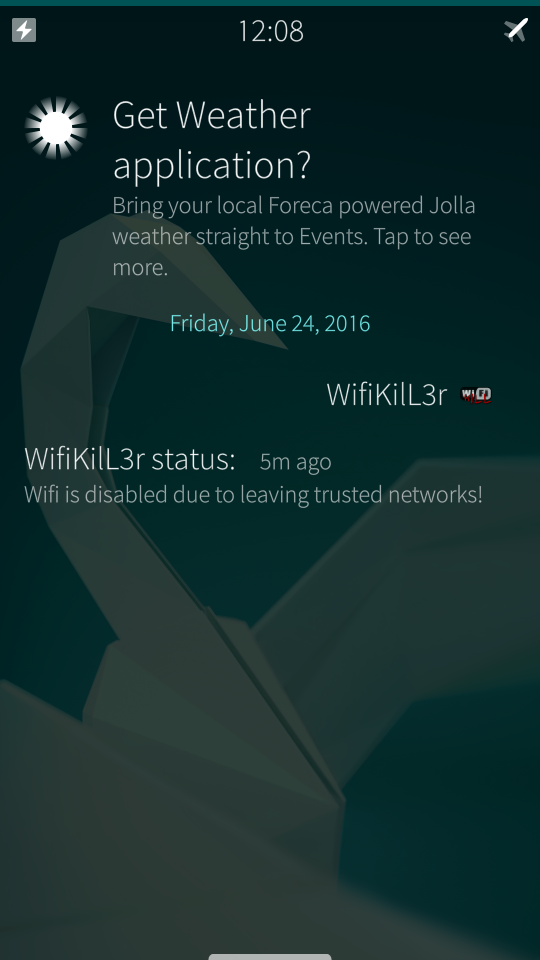 12:08
Get Weather
application?
Bring your local Foreca powered Jolla
weather straight to Events. Tap to see
more.
Friday, June 24, 2016
WifiKilL3r
WifiKilL3r status: 5m ago
Wifi is disabled due to leaving trusted networks!